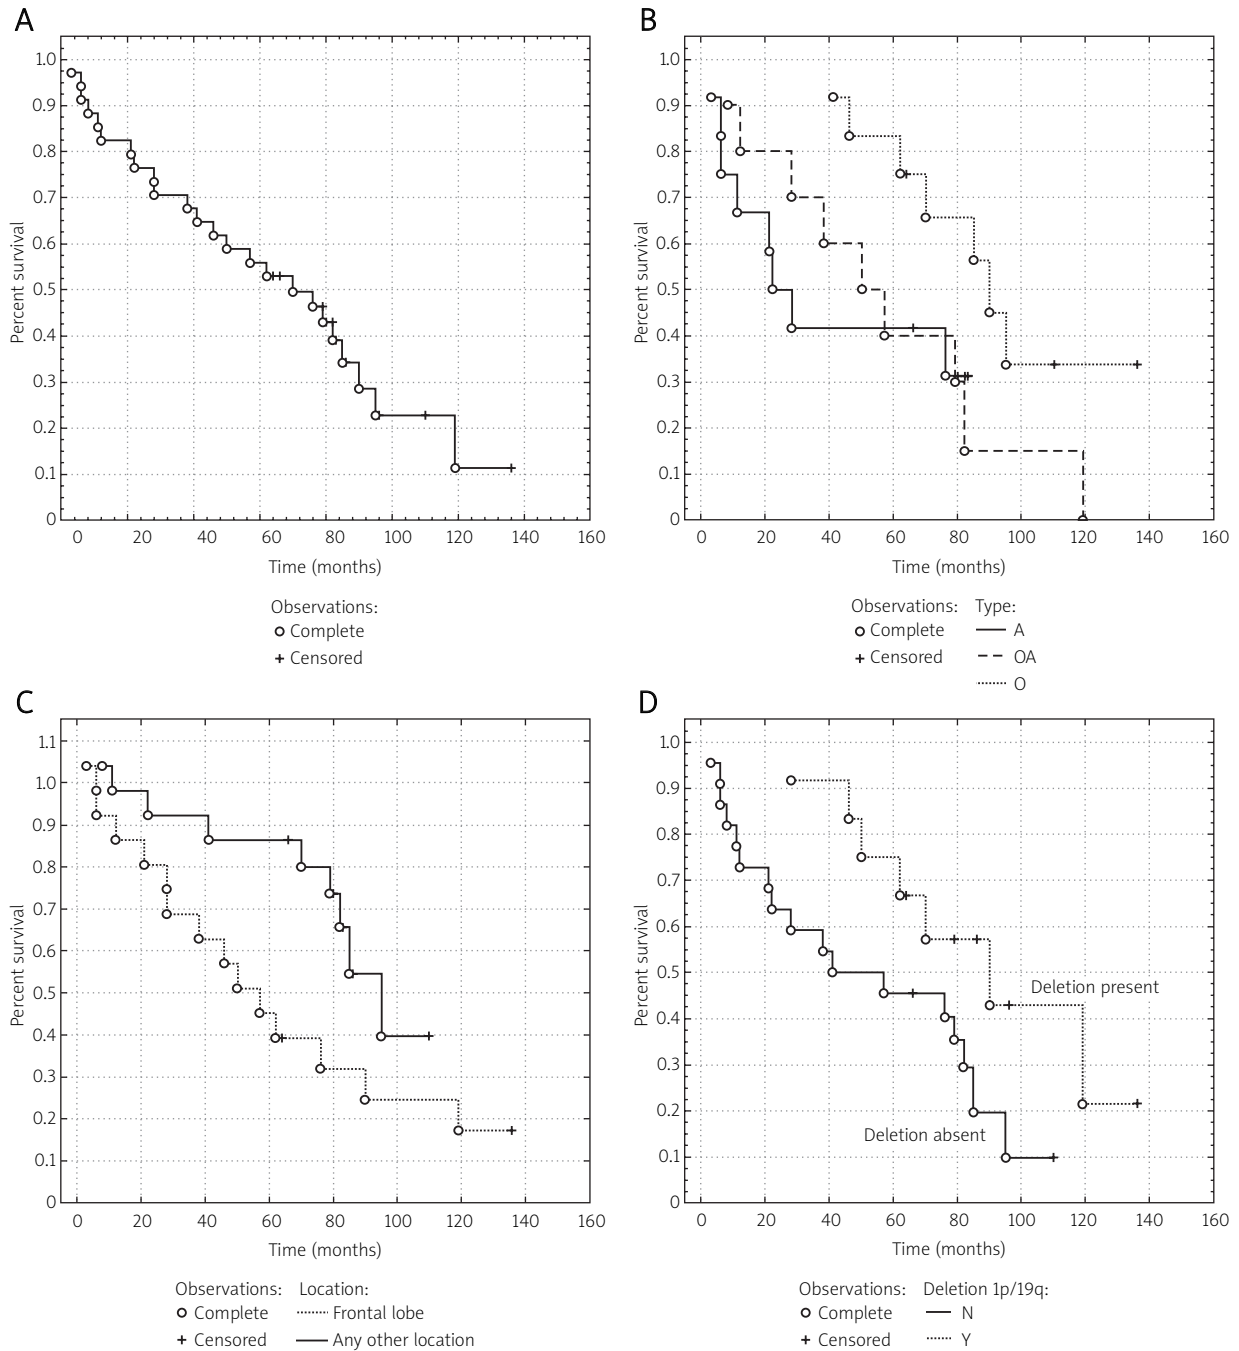 A
1.0
0.9
0.8
0.7
0.6
0.5
0.4
0.3
0.2
0.1
0
Percent survival
0 20 40 60 80 100 120 140 160
Time (months)
Observations:
Complete
Censored
B
1.0
0.9
0.8
0.7
0.6
0.5
0.4
0.3
0.2
0.1
0
Percent survival
0 20 40 60 80 100 120 140 160
Time (months)
Observations: Type:
Complete A
Censored OA
O
C
1.1
1.0
0.9
0.8
0.7
0.6
0.5
0.4
0.3
0.2
0.1
0
Percent survival
0 20 40 60 80 100 120 140 160
Time (months)
Observations: Location:
Complete Frontal lobe
Censored Any other location
D
1.0
0.9
0.8
0.7
0.6
0.5
0.4
0.3
0.2
0.1
0
Percent survival
Deletion present
Deletion absent
0 20 40 60 80 100 120 140 160
Time (months)
Observations: Deletion 1p/19q:
Complete N
Censored Y